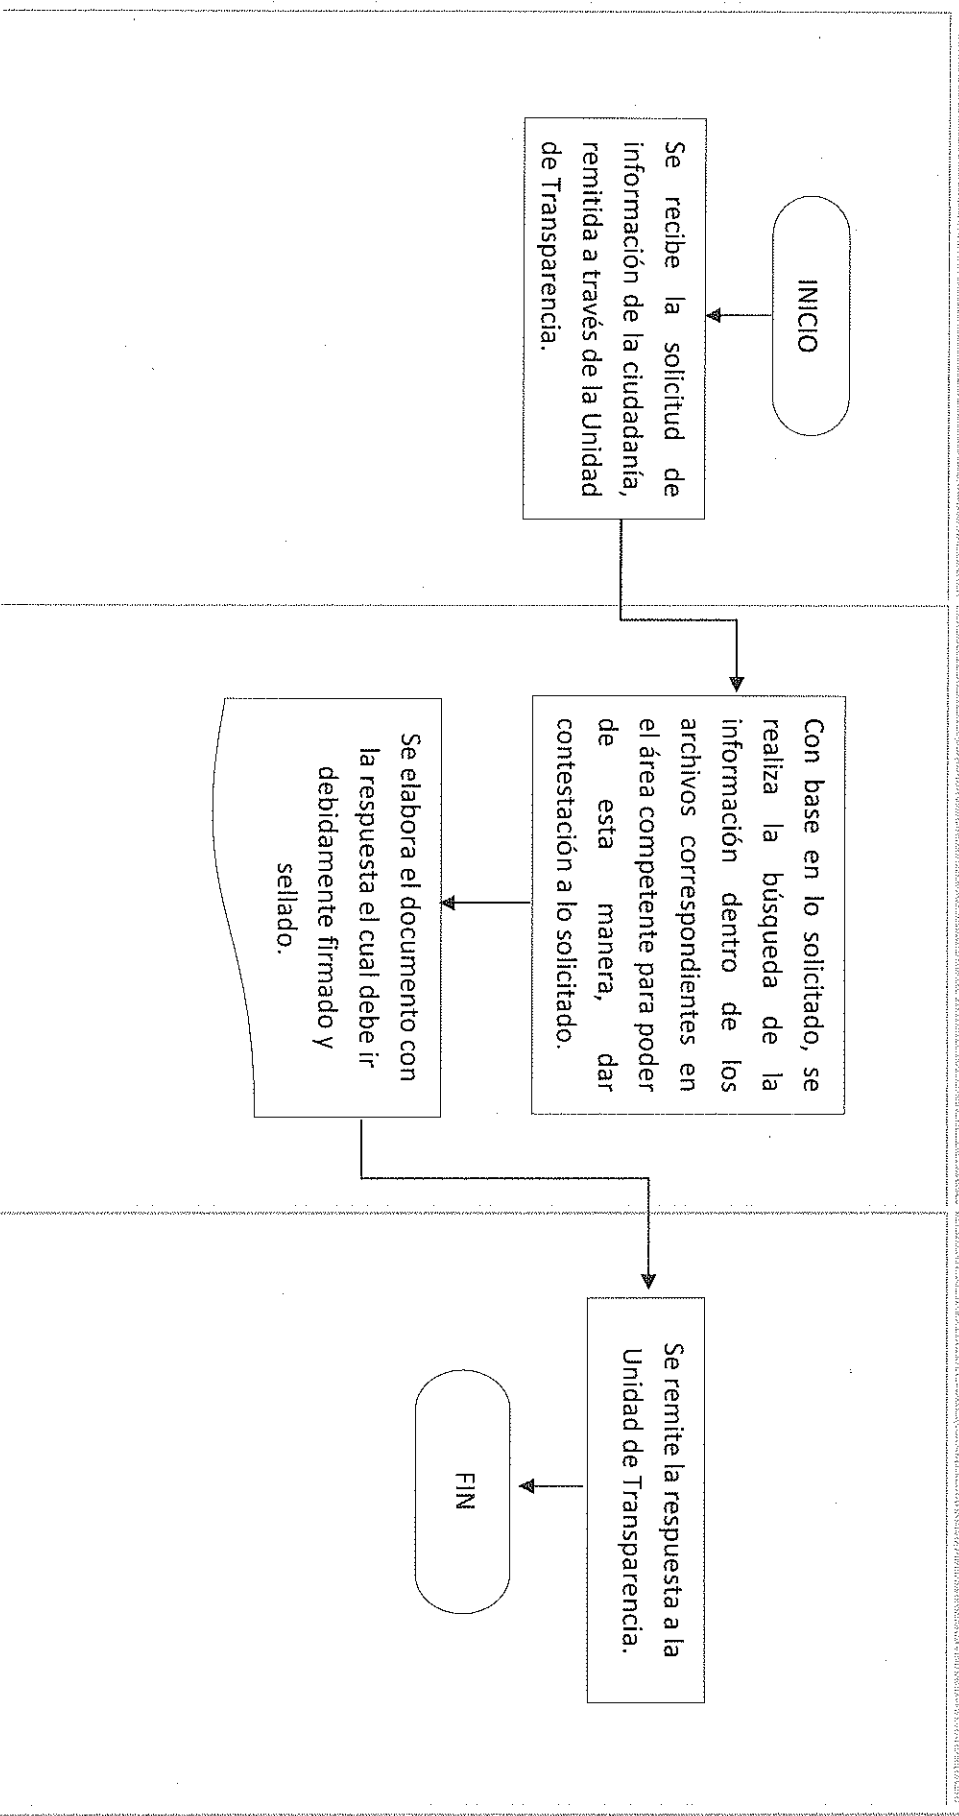 INICIO
Se recibe la solicitud de
información de la ciudadanía,
remitida a través de la Unidad
de Transparencia.
Con base en lo solicitado, se
realiza la búsqueda de la
información dentro de los
archivos correspondientes en
el área competente para poder
de esta manera, dar
contestación a lo solicitado.
Se elabora el documento con
la respuesta el cual debe ir
debidamente firmado y
sellado.
Se remite la respuesta a la
Unidad de Transparencia.
FIN